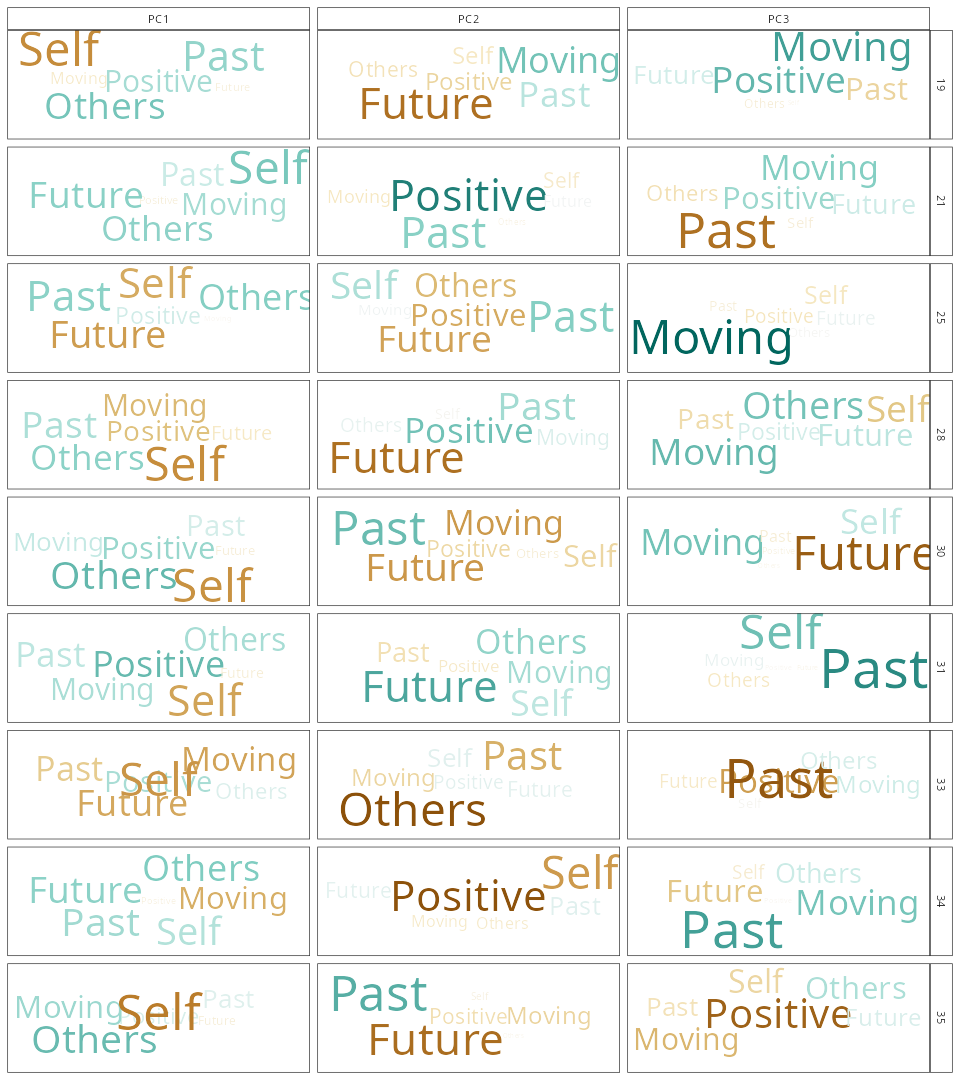 PC1 PC2 PC3
Self Past Moving Positive Future Others
Others Self Moving Positive Future Past
Moving Future Positive Past Others
19
Past Self Future Positive Moving Others
Self Moving Positive Future Past Others
Moving Others Positive Future Past Self
21
Past Self Others Positive Future
Self Others Moving Positive Past Future
Past Self Positive Future Others Moving
25
Moving Past Positive Future Others Self
Past Self Others Positive Moving Future
Others Self Past Positive Future Moving
28
Past Moving Positive Future Others Self
Past Moving Positive Others Self Future
Self Moving Past Positive Future
30
Others Past Positive Future Moving Self
Others Past Positive Moving Future Self
Self Moving Past Others
31
Moving Past Self Positive Others Future
Self Past Moving Positive Future Others
Others Past Future Positive Moving Self
33
Others Future Positive Moving Past Self
Self Future Positive Past Moving Others
Self Others Future Moving Past
34
Past Moving Self Positive Future Others
Past Self Positive Moving Future
Self Others Past Positive Future Moving
35